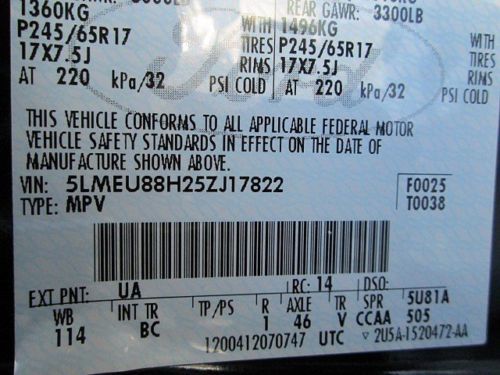 3000LB
REAR GAWR: 3300LB
1360KG WITH 1496KG WITH
P245/65R17 TIRES P245/65R17 TIRES
17X7.5J RIMS 17X7.5J RIMS
AT 220 kPa/32 PSI COLD AT 220 kPa/32 PSI COLD
THIS VEHICLE CONFORMS TO ALL APPLICABLE FEDERAL MOTOR
VEHICLE SAFETY STANDARDS IN EFFECT ON THE DATE OF
MANUFACTURE SHOWN ABOVE.
VIN: 5LMEU88H25ZJ17822 F0025
TYPE: MPV T0038
EXT PNT: UA RC: 14 DSO:
WB INT TR TP/PS R AXLE TR SPR 5U81A
114 BC 1 46 V CCAA 505
1200412070747 UTC ▽ 2U5A-1520472-AA